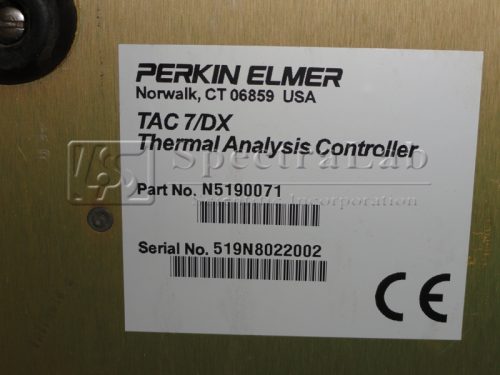 PERKIN ELMER
Norwalk, CT 06859 USA
TAC 7/DX
Thermal Analysis Controller
SpectraLab
Scientific Incorporation
Part No. N5190071
Serial No. 519N8022002
CE